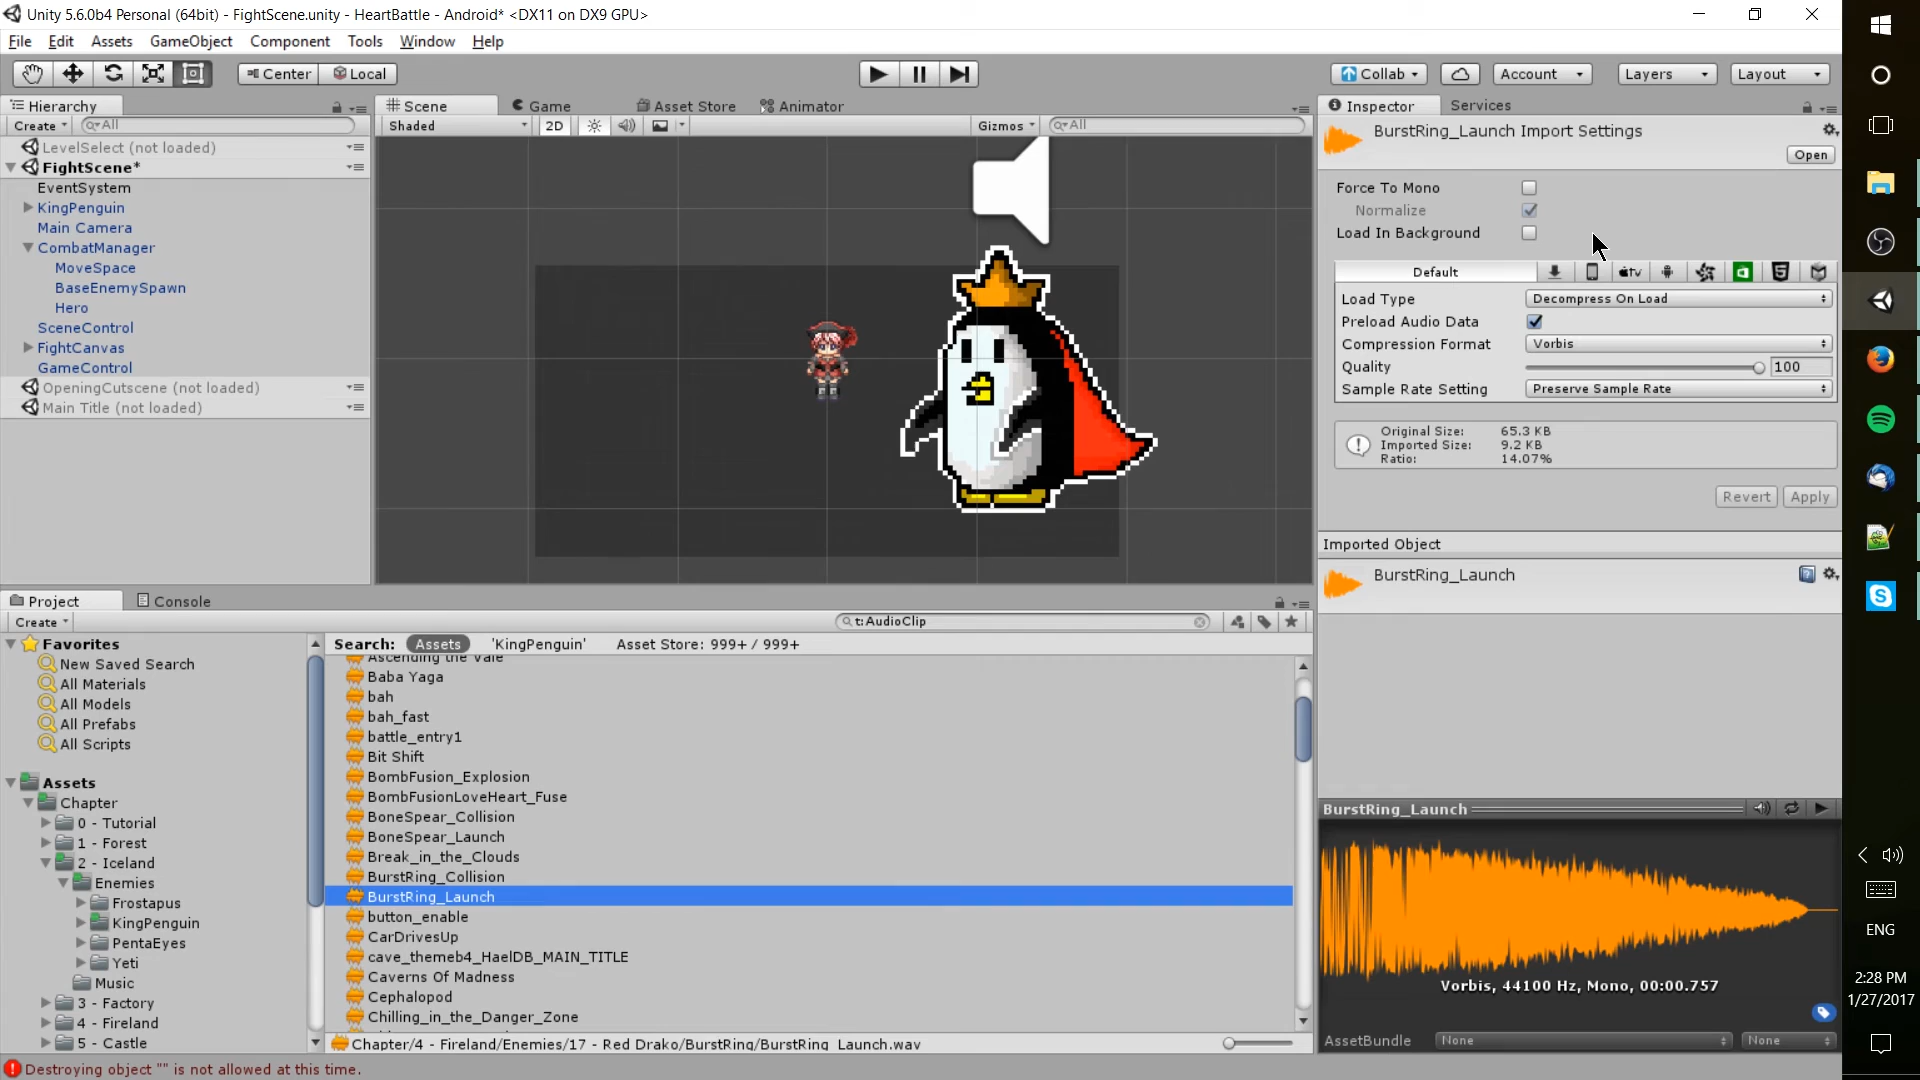 Unity 5.6.0b4 Personal (64bit) - FightScene.unity - HeartBattle - Android* <DX11 on DX9 GPU>
File Edit Assets GameObject Component Tools Window Help
Center Local Collab Account Layers Layout
Hierarchy
Create All
LevelSelect (not loaded)
FightScene*
EventSystem
KingPenguin
Main Camera
CombatManager
MoveSpace
BaseEnemySpawn
Hero
SceneControl
FightCanvas
GameControl
OpeningCutscene (not loaded)
Main Title (not loaded)
Scene Game Asset Store Animator
Shaded 2D Gizmos All
Inspector Services
BurstRing_Launch Import Settings
Open
Force To Mono
Normalize
Load In Background
Default tv
Load Type Decompress On Load
Preload Audio Data
Compression Format Vorbis
Quality 100
Sample Rate Setting Preserve Sample Rate
Original Size: 65.3 KB
Imported Size: 9.2 KB
Ratio: 14.07%
Revert Apply
Imported Object
BurstRing_Launch
Project Console
Create t:AudioClip
Favorites
New Saved Search
All Materials
All Models
All Prefabs
All Scripts
Assets
Chapter
0 - Tutorial
1 - Forest
2 - Iceland
Enemies
Frostapus
KingPenguin
PentaEyes
Yeti
Music
3 - Factory
4 - Fireland
5 - Castle
Search: Assets 'KingPenguin' Asset Store: 999+ / 999+
Ascending the Vale
Baba Yaga
bah
bah_fast
battle_entry1
Bit Shift
BombFusion_Explosion
BombFusionLoveHeart_Fuse
BoneSpear_Collision
BoneSpear_Launch
Break_in_the_Clouds
BurstRing_Collision
BurstRing_Launch
button_enable
CarDrivesUp
cave_themeb4_HaelDB_MAIN_TITLE
Caverns Of Madness
Cephalopod
Chilling_in_the_Danger_Zone
Chapter/4 - Fireland/Enemies/17 - Red Drako/BurstRing/BurstRing_Launch.wav
BurstRing_Launch
Vorbis, 44100 Hz, Mono, 00:00.757
AssetBundle None None
Destroying object "" is not allowed at this time.
ENG
2:28 PM
1/27/2017